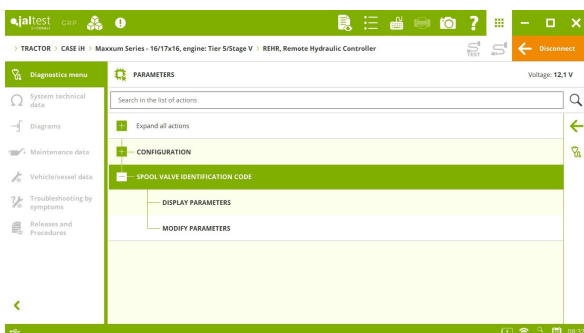 jaltest GRP
> TRACTOR > CASE iH > Maxxum Series - 16/17x16, engine: Tier 5/Stage V > REHR, Remote Hydraulic Controller
TEST
Disconnect
Diagnostics menu
PARAMETERS
Voltage: 12,1 V
System technical
data
Search in the list of actions
Diagrams
Expand all actions
Maintenance data
CONFIGURATION
Vehicle/vessel data
SPOOL VALVE IDENTIFICATION CODE
Troubleshooting by
symptoms
DISPLAY PARAMETERS
Releases and
Procedures
MODIFY PARAMETERS